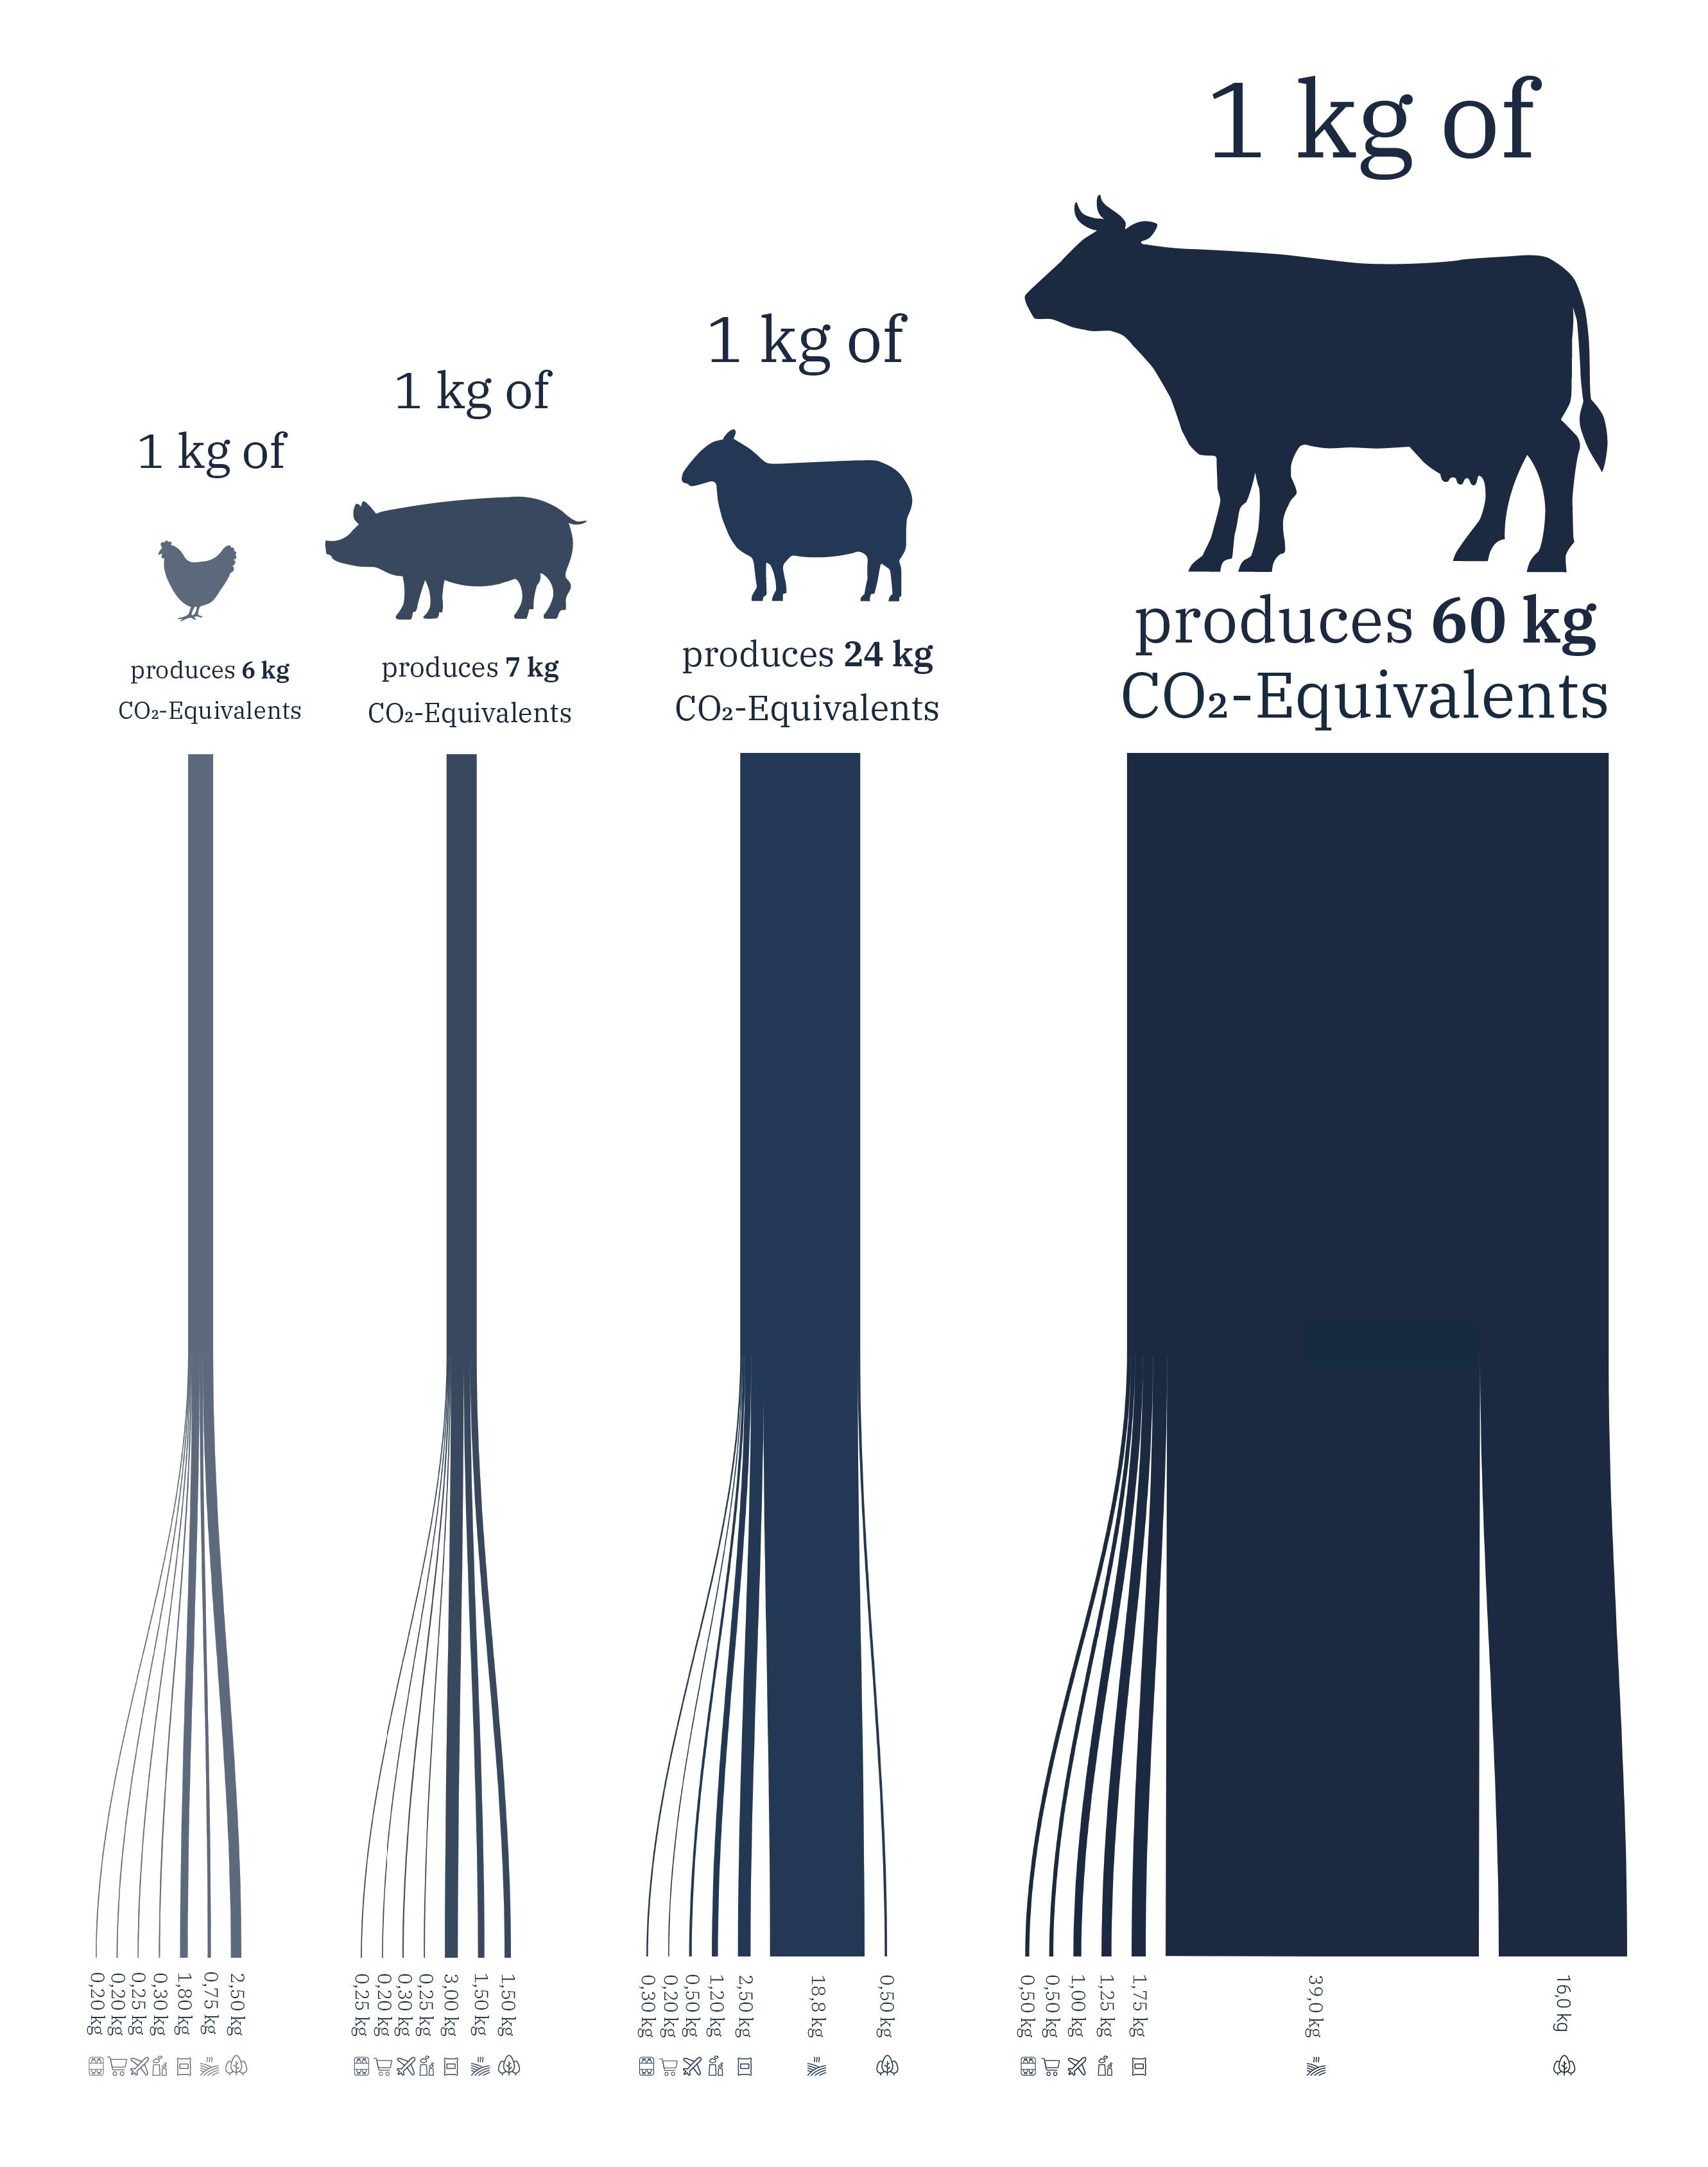 1 kg of
produces 6 kg
CO₂-Equivalents
0,20 kg
0,20 kg
0,25 kg
0,30 kg
1,80 kg
0,75 kg
2,50 kg
1 kg of
produces 7 kg
CO₂-Equivalents
0,25 kg
0,20 kg
0,30 kg
0,25 kg
3,00 kg
1,50 kg
1,50 kg
1 kg of
produces 24 kg
CO₂-Equivalents
0,30 kg
0,20 kg
0,50 kg
1,20 kg
2,50 kg
18,8 kg
0,50 kg
1 kg of
produces 60 kg
CO₂-Equivalents
0,50 kg
0,50 kg
1,00 kg
1,25 kg
1,75 kg
39,0 kg
16,0 kg